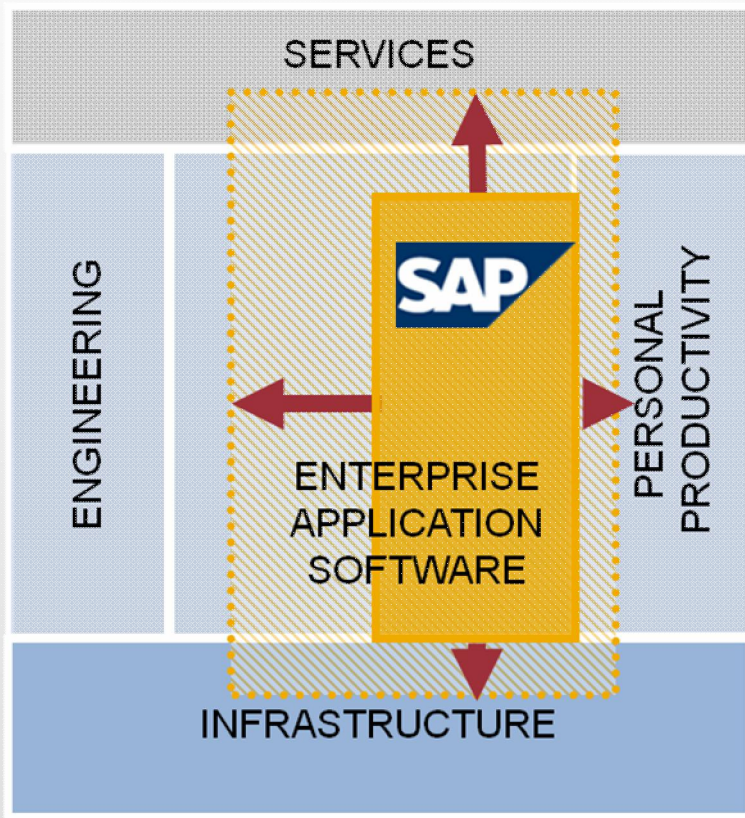 SERVICES
ENGINEERING
SAP
PERSONAL
PRODUCTIVITY
ENTERPRISE
APPLICATION
SOFTWARE
INFRASTRUCTURE